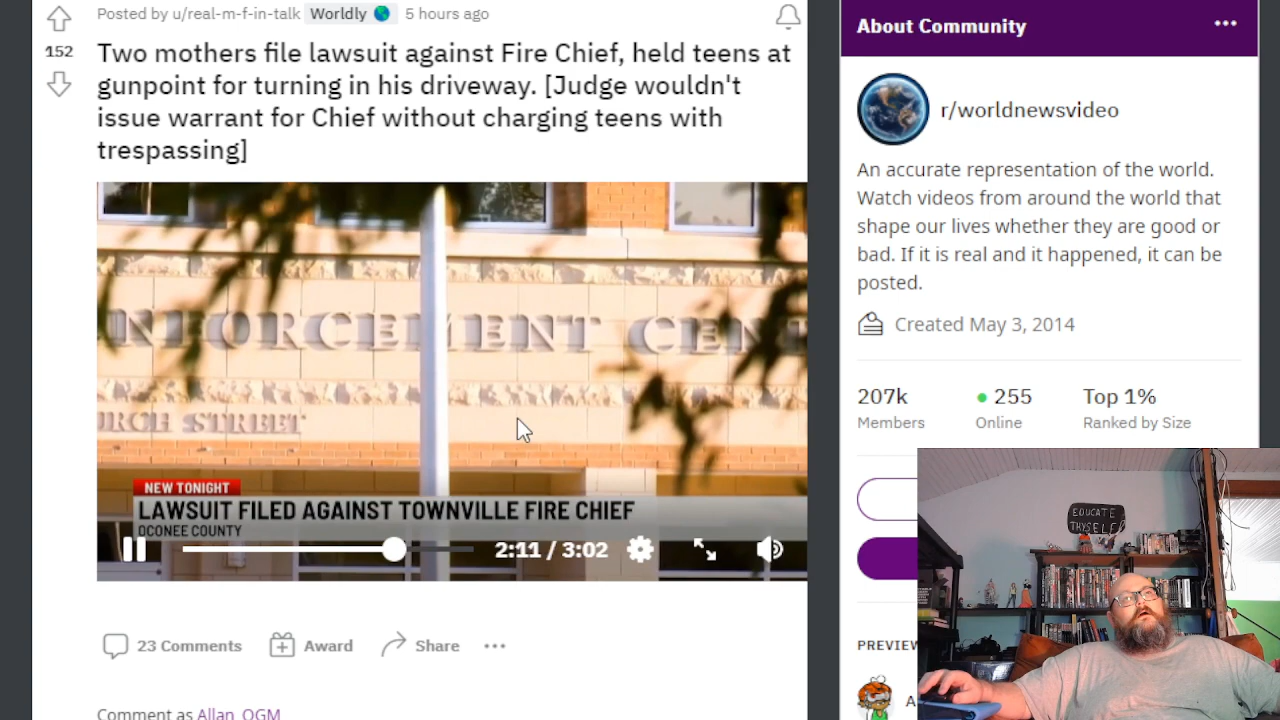 Posted by u/real-m-f-in-talk Worldly 5 hours ago
152
Two mothers file lawsuit against Fire Chief, held teens at
gunpoint for turning in his driveway. [Judge wouldn't
issue warrant for Chief without charging teens with
trespassing]
NFORCEMENT CENT
URCH STREET
NEW TONIGHT
LAWSUIT FILED AGAINST TOWNVILLE FIRE CHIEF
OCONEE COUNTY
2:11 / 3:02
23 Comments Award Share
Comment as Allan_OGM
About Community
r/worldnewsvideo
An accurate representation of the world.
Watch videos from around the world that
shape our lives whether they are good or
bad. If it is real and it happened, it can be
posted.
Created May 3, 2014
207k 255 Top 1%
Members Online Ranked by Size
PREVIEW
A
EDUCATE
THYSELF